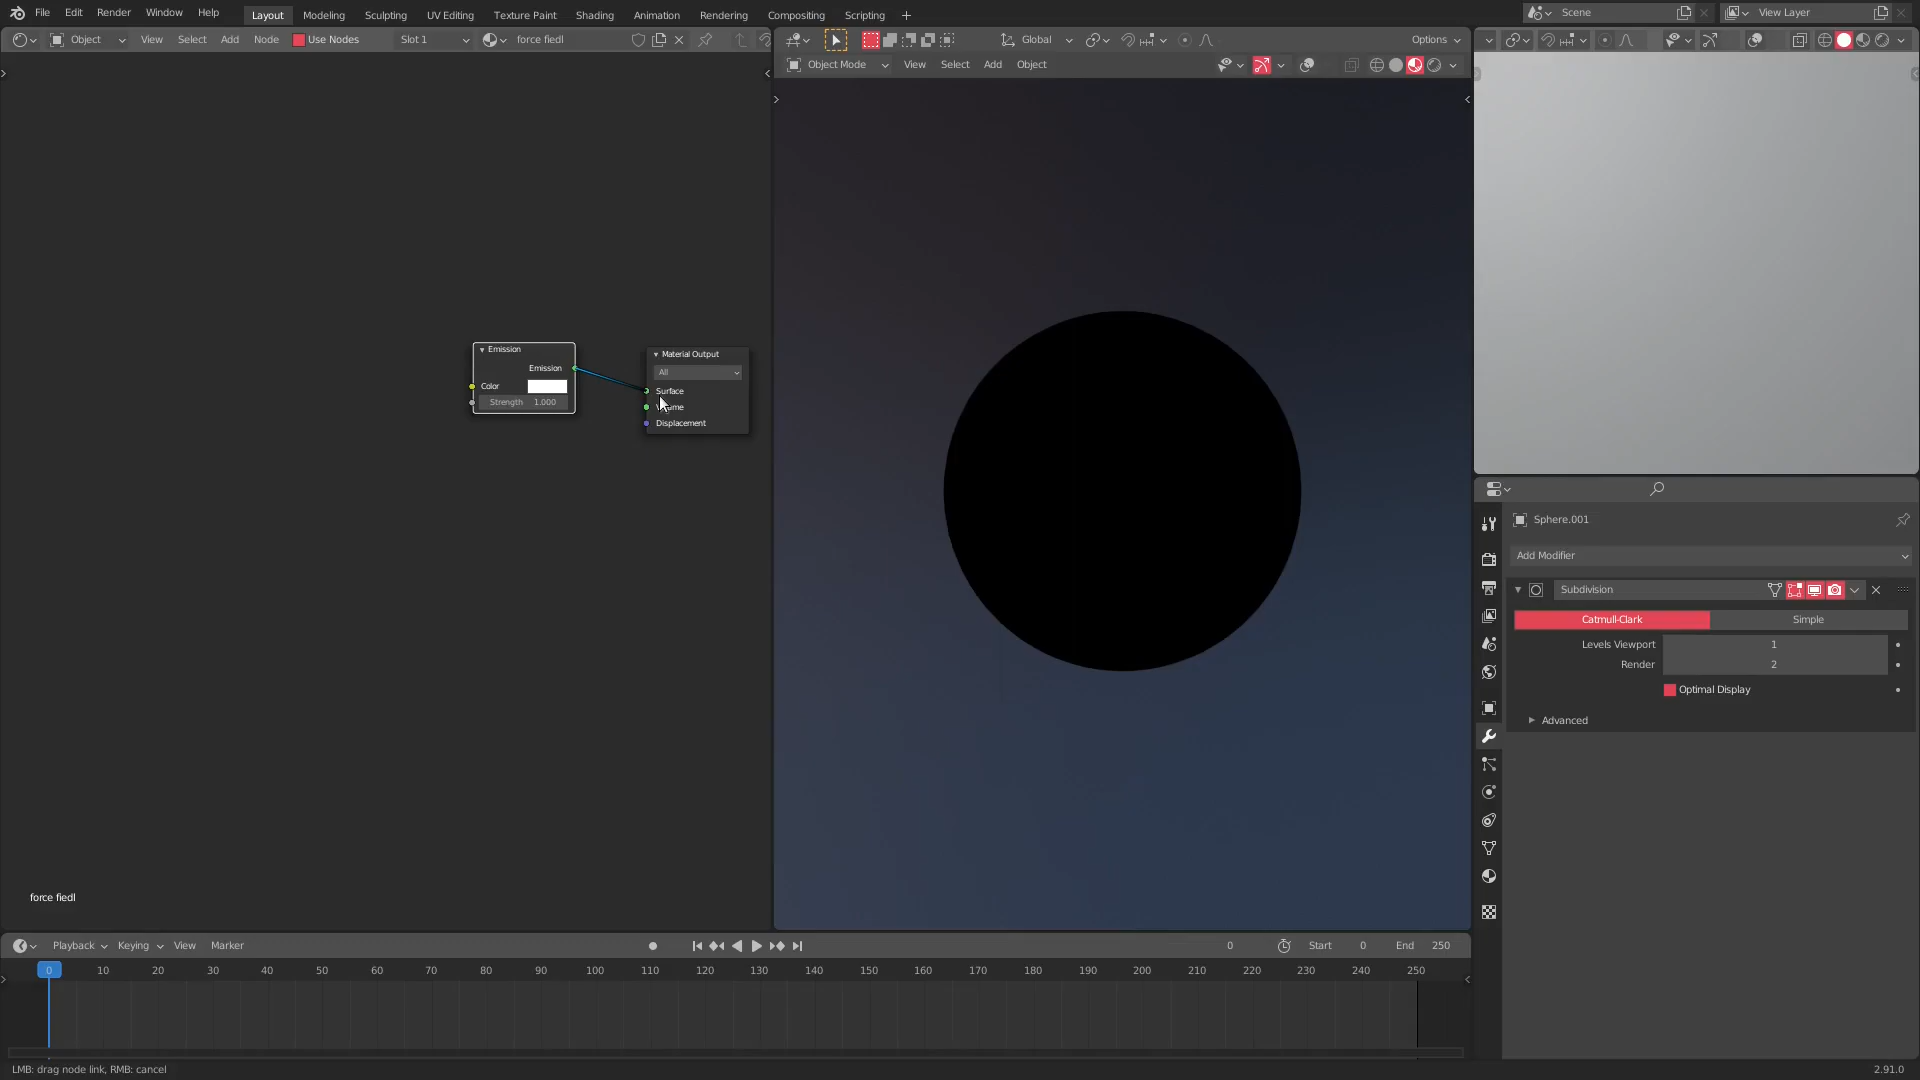 File Edit Render Window Help Layout Modeling Sculpting UV Editing Texture Paint Shading Animation Rendering Compositing Scripting + Scene View Layer
Object View Select Add Node Use Nodes Slot 1 force fiedl Global Options
Object Mode View Select Add Object
Emission
Emission
Color
Strength 1.000
Material Output
All
Surface
Displacement
Sphere.001
Add Modifier
Subdivision
Catmull-Clark Simple
Levels Viewport 1
Render 2
Optimal Display
Advanced
force fiedl
Playback Keying View Marker 0 Start 0 End 250
0 10 20 30 40 50 60 70 80 90 100 110 120 130 140 150 160 170 180 190 200 210 220 230 240 250
LMB: drag node link, RMB: cancel 2.91.0